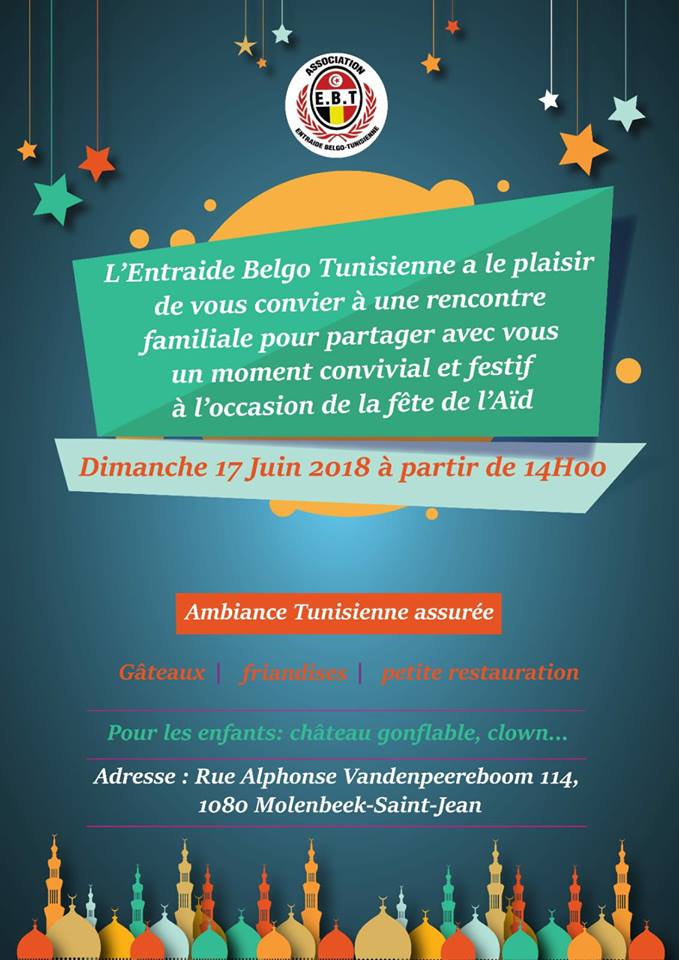 ASSOCIATION
E.B.T
ENTRAIDE BELGO-TUNISIENNE
L'Entraide Belgo Tunisienne a le plaisir
de vous convier à une rencontre
familiale pour partager avec vous
un moment convivial et festif
à l'occasion de la fête de l'Aïd
Dimanche 17 Juin 2018 à partir de 14H00
Ambiance Tunisienne assurée
Gâteaux | friandises | petite restauration
Pour les enfants: château gonflable, clown...
Adresse : Rue Alphonse Vandenpeereboom 114,
1080 Molenbeek-Saint-Jean